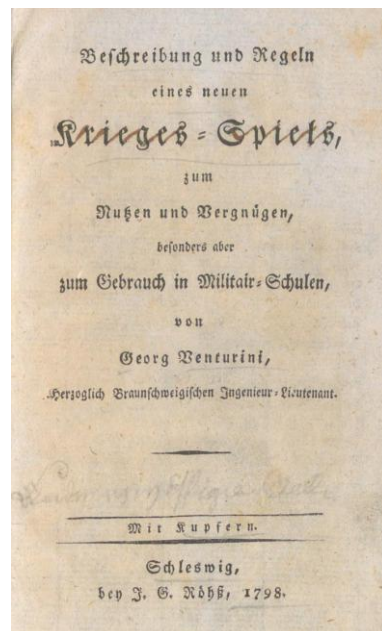 Beschreibung und Regeln
eines neuen
Krieges-Spiels,
zum
Nutzen und Vergnügen,
besonders aber
zum Gebrauch in Militair-Schulen,
von
Georg Venturini,
Herzoglich Braunschweigischen Ingenieur-Lieutenant.
Mit Kupfern.
Schleswig,
bey J. G. Röhß, 1798.